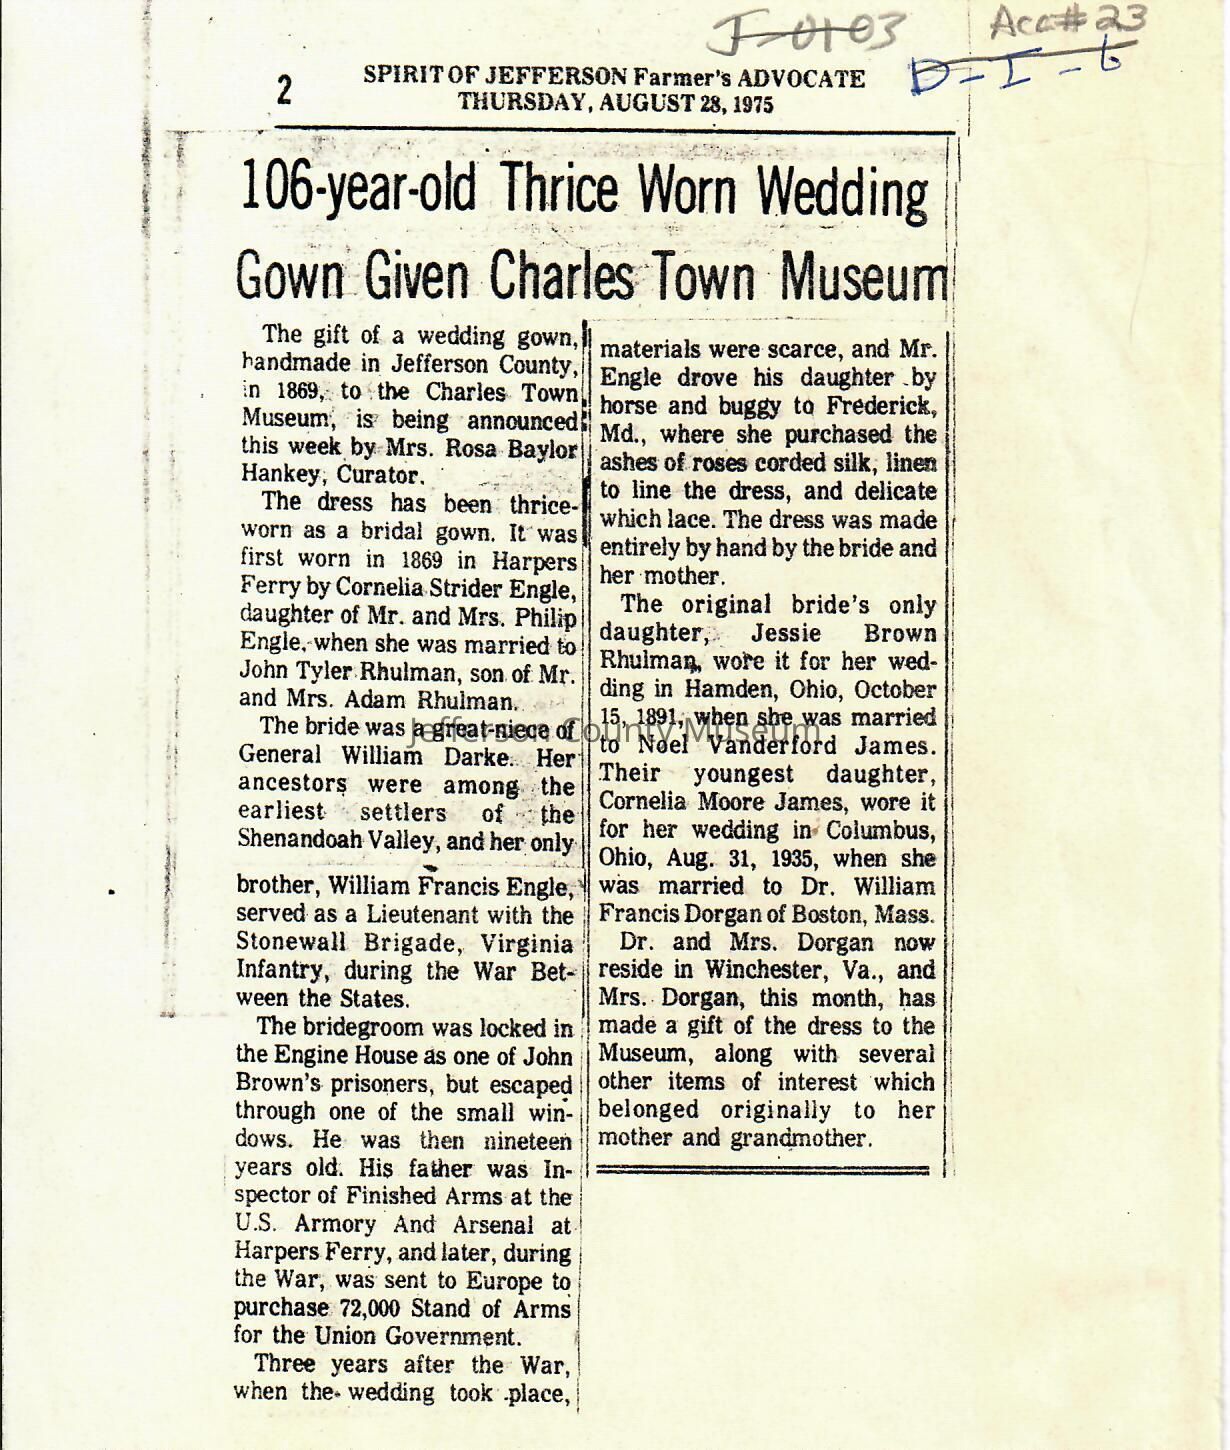 J-0103
Acc# 23
D-I-6
2
SPIRIT OF JEFFERSON Farmer's ADVOCATE
THURSDAY, AUGUST 28, 1975
106-year-old Thrice Worn Wedding
Gown Given Charles Town Museum
The gift of a wedding gown,
handmade in Jefferson County,
in 1869, to the Charles Town
Museum, is being announced
this week by Mrs. Rosa Baylor
Hankey, Curator.
The dress has been thrice-
worn as a bridal gown. It was
first worn in 1869 in Harpers
Ferry by Cornelia Strider Engle,
daughter of Mr. and Mrs. Philip
Engle, when she was married to
John Tyler Rhulman, son of Mr.
and Mrs. Adam Rhulman.
The bride was a great-niece of
General William Darke. Her
ancestors were among the
earliest settlers of the
Shenandoah Valley, and her only
brother, William Francis Engle,
served as a Lieutenant with the
Stonewall Brigade, Virginia
Infantry, during the War Bet-
ween the States.
The bridegroom was locked in
the Engine House as one of John
Brown's prisoners, but escaped
through one of the small win-
dows. He was then nineteen
years old. His father was In-
spector of Finished Arms at the
U.S. Armory And Arsenal at
Harpers Ferry, and later, during
the War, was sent to Europe to
purchase 72,000 Stand of Arms
for the Union Government.
Three years after the War,
when the wedding took place,
materials were scarce, and Mr.
Engle drove his daughter by
horse and buggy to Frederick,
Md., where she purchased the
ashes of roses corded silk, linen
to line the dress, and delicate
which lace. The dress was made
entirely by hand by the bride and
her mother.
The original bride's only
daughter, Jessie Brown
Rhulman, wore it for her wed-
ding in Hamden, Ohio, October
15, 1891, when she was married
to Noel Vanderford James.
Their youngest daughter,
Cornelia Moore James, wore it
for her wedding in Columbus,
Ohio, Aug. 31, 1935, when she
was married to Dr. William
Francis Dorgan of Boston, Mass.
Dr. and Mrs. Dorgan now
reside in Winchester, Va., and
Mrs. Dorgan, this month, has
made a gift of the dress to the
Museum, along with several
other items of interest which
belonged originally to her
mother and grandmother.
Jefferson County Museum